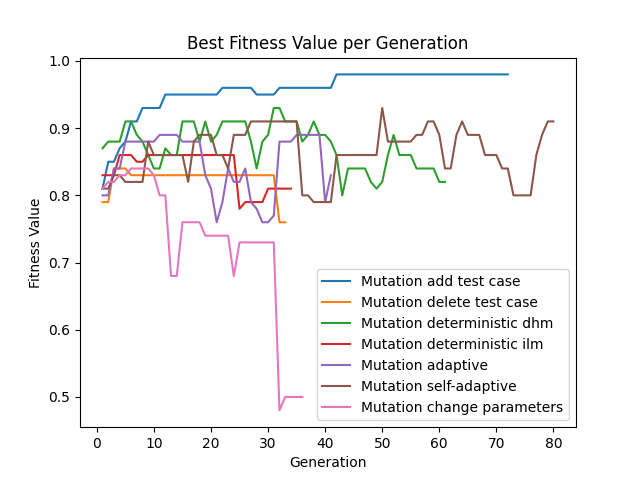 Best Fitness Value per Generation
1.0
0.9
0.8
0.7
0.6
0.5
Fitness Value
0
10
20
30
40
50
60
70
80
Generation
Mutation add test case
Mutation delete test case
Mutation deterministic dhm
Mutation deterministic ilm
Mutation adaptive
Mutation self-adaptive
Mutation change parameters